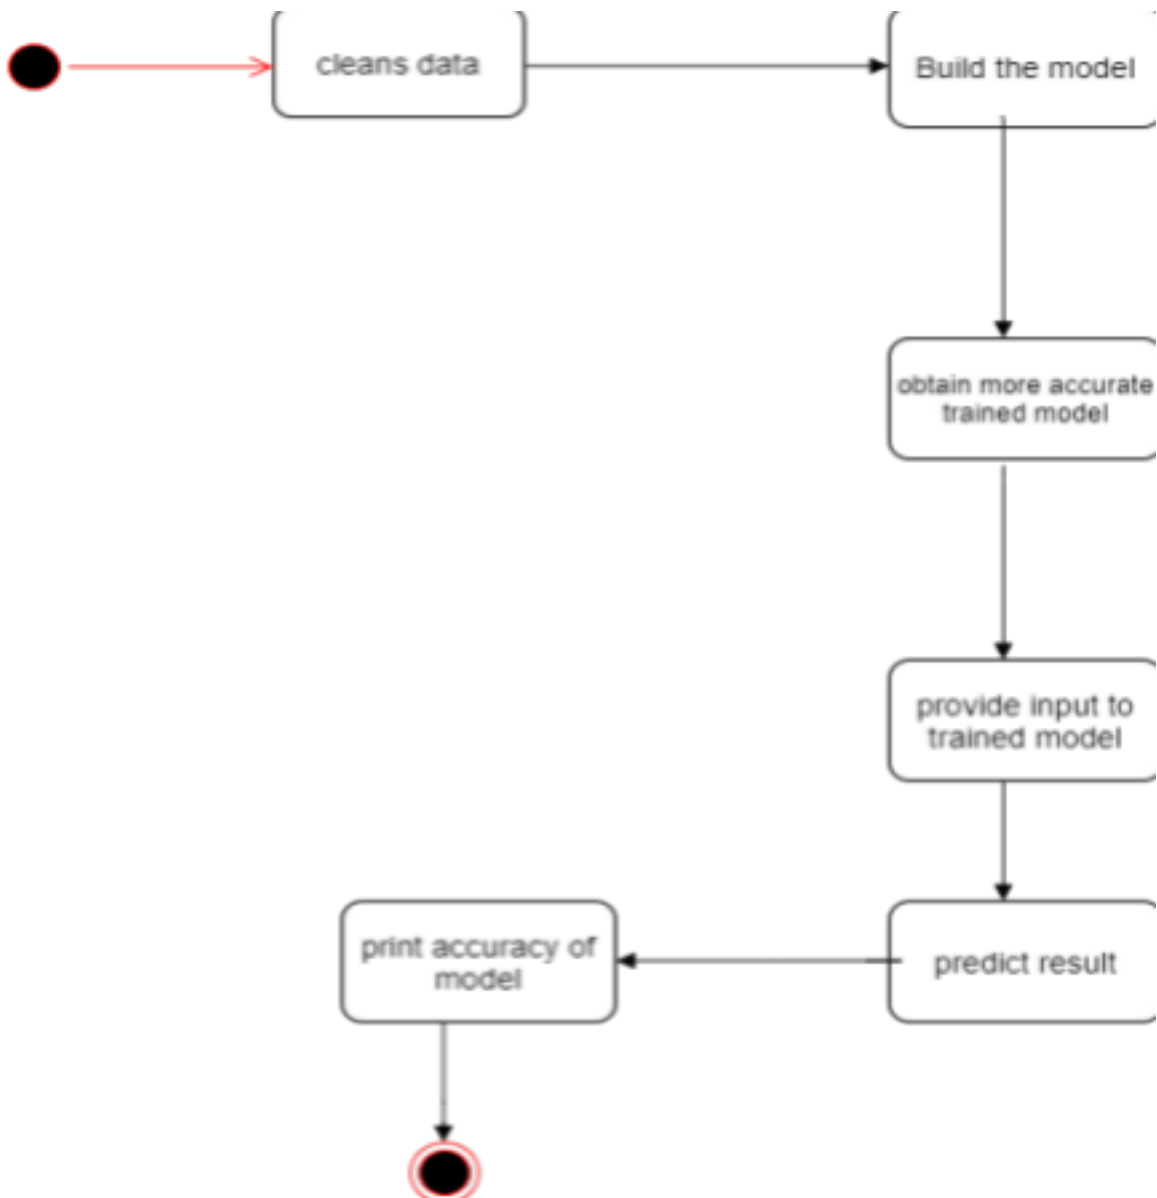 cleans data
Build the model
obtain more accurate
trained model
provide input to
trained model
predict result
print accuracy of
model